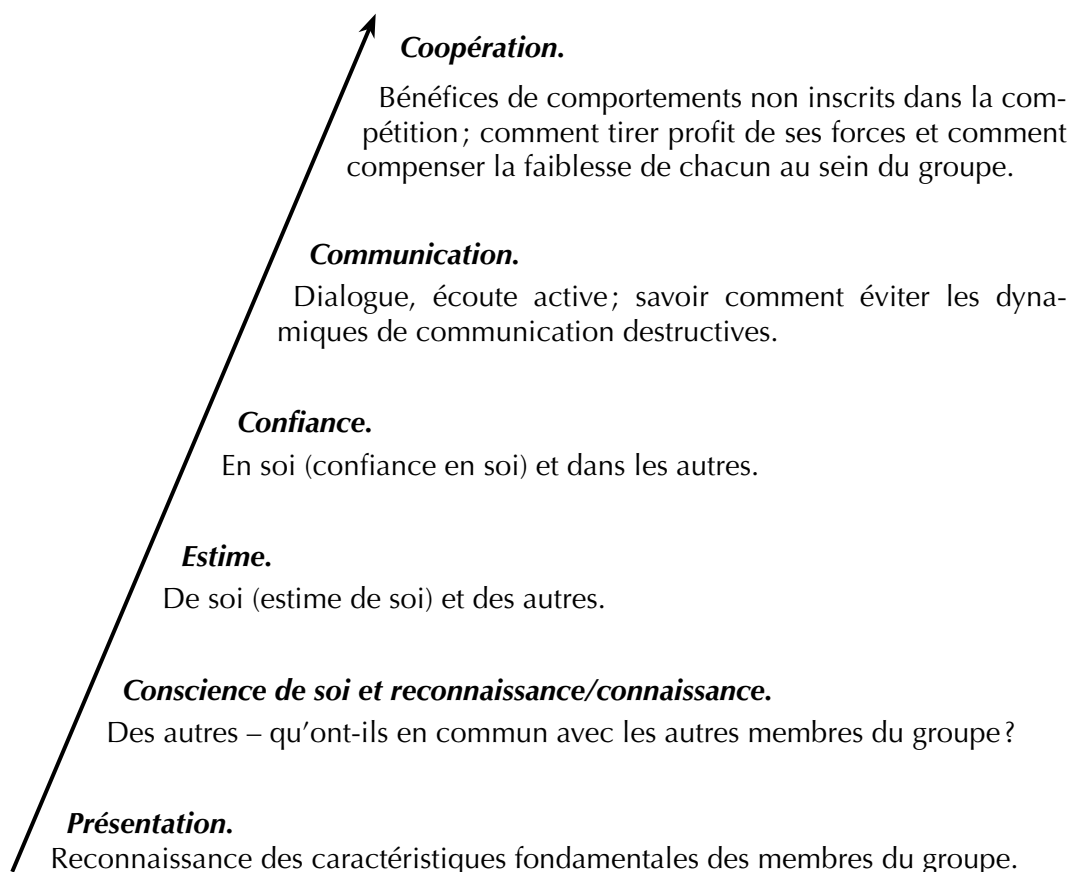 Coopération.
Bénéfices de comportements non inscrits dans la com-
pétition ; comment tirer profit de ses forces et comment
compenser la faiblesse de chacun au sein du groupe.
Communication.
Dialogue, écoute active ; savoir comment éviter les dyna-
miques de communication destructives.
Confiance.
En soi (confiance en soi) et dans les autres.
Estime.
De soi (estime de soi) et des autres.
Conscience de soi et reconnaissance/connaissance.
Des autres – qu’ont-ils en commun avec les autres membres du groupe ?
Présentation.
Reconnaissance des caractéristiques fondamentales des membres du groupe.